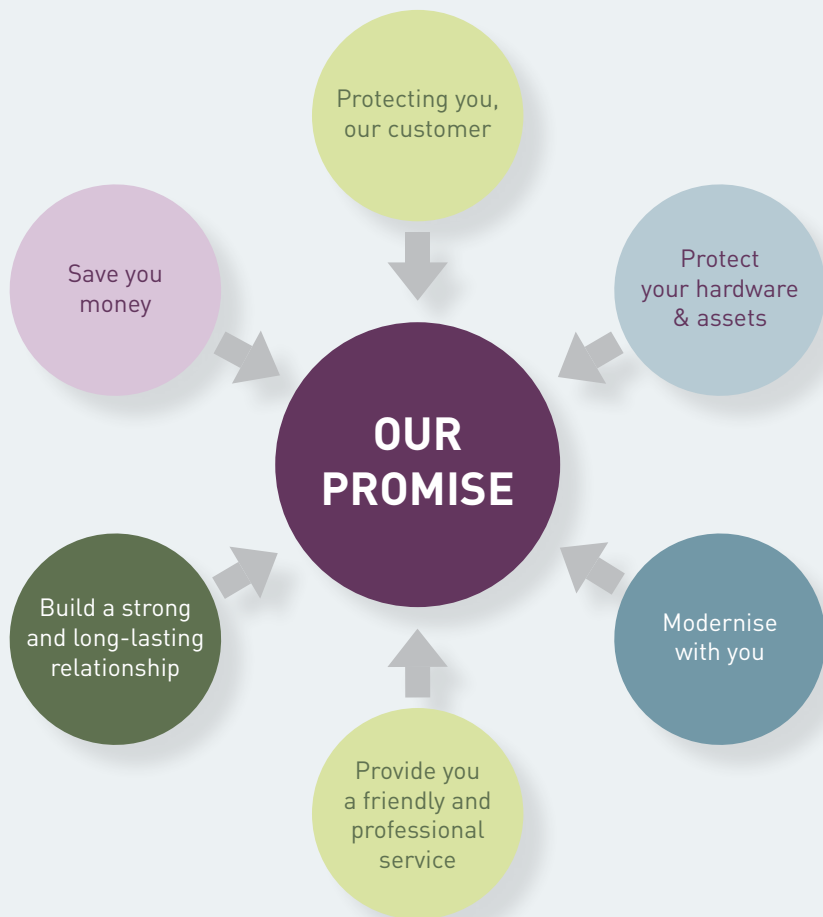 Protecting you,
our customer
Save you
money
Protect
your hardware
& assets
OUR
PROMISE
Build a strong
and long-lasting
relationship
Modernise
with you
Provide you
a friendly and
professional
service